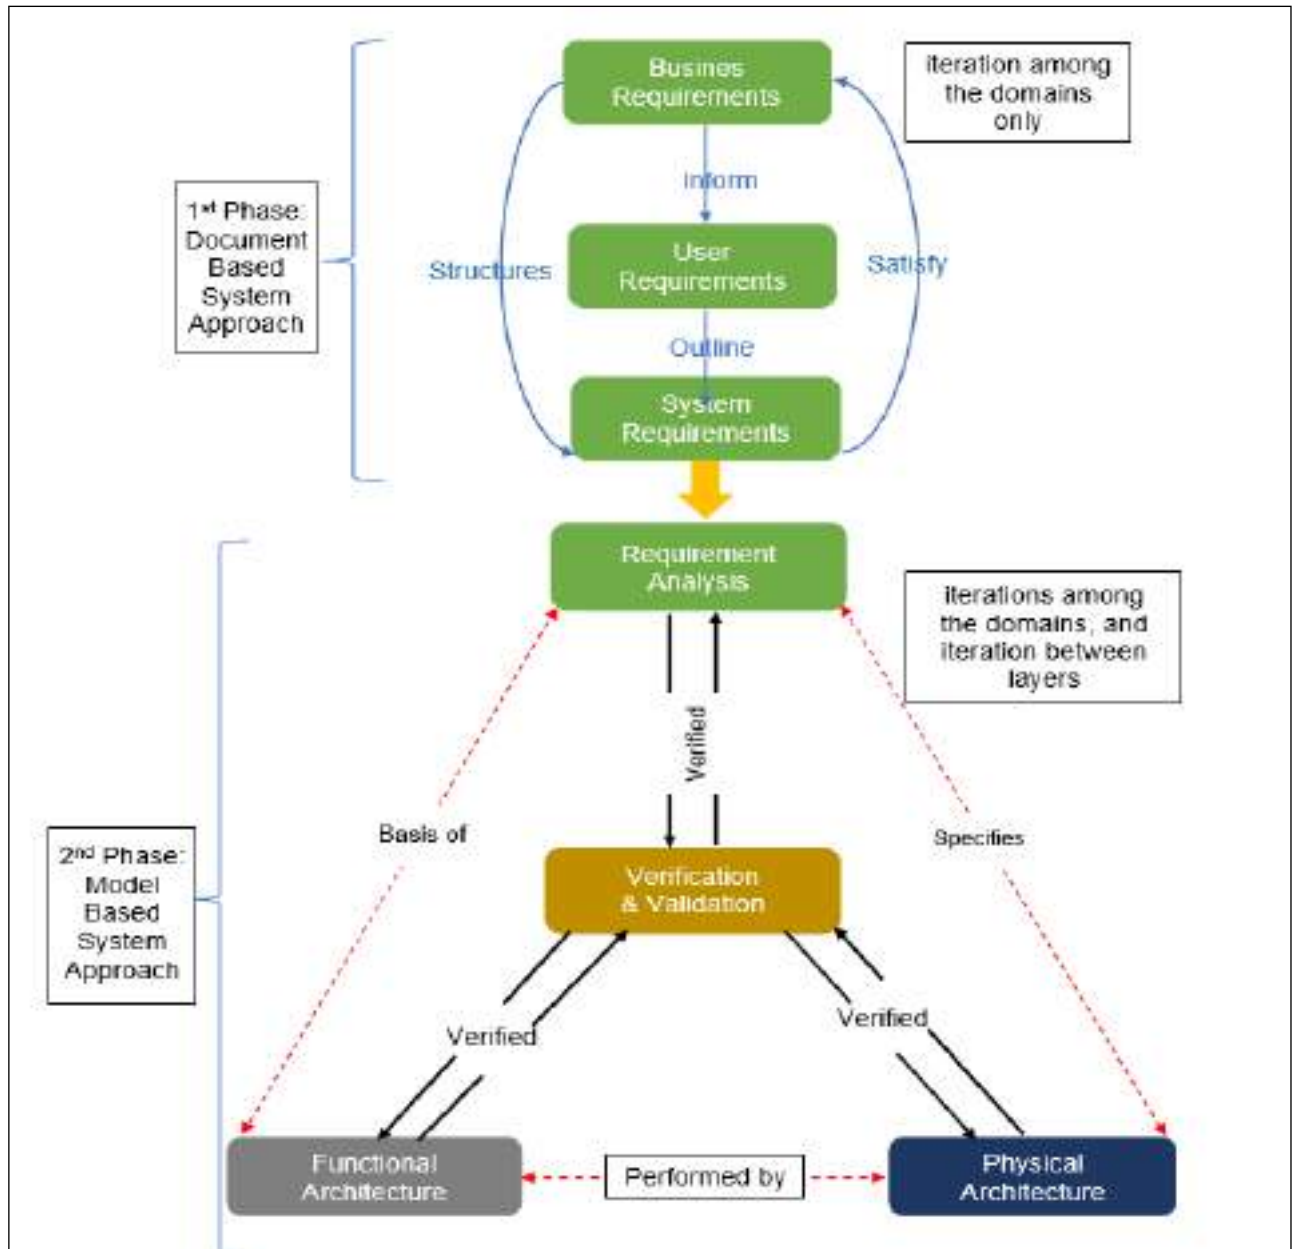 Busines
Requirements
iteration among
the domains
only
Inform
1st Phase:
Document
Based
System
Approach
User
Requirements
Structures
Satisfy
Outline
System
Requirements
Requirement
Analysis
iterations among
the domains, and
iteration between
layers
Verified
Basis of
Specifies
2nd Phase:
Model
Based
System
Approach
Verification
& Validation
Verified
Verified
Functional
Architecture
Performed by
Physical
Architecture